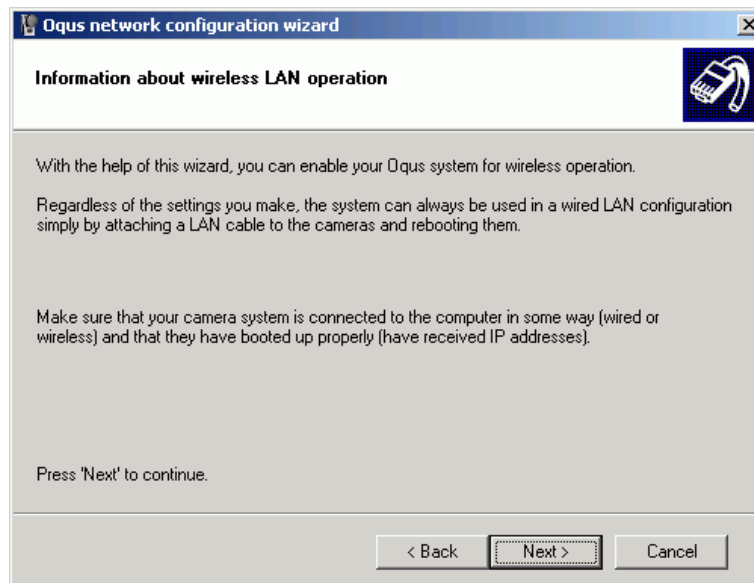 Oqus network configuration wizard
Information about wireless LAN operation
With the help of this wizard, you can enable your Oqus system for wireless operation.
Regardless of the settings you make, the system can always be used in a wired LAN configuration
simply by attaching a LAN cable to the cameras and rebooting them.
Make sure that your camera system is connected to the computer in some way (wired or
wireless) and that they have booted up properly (have received IP addresses).
Press 'Next' to continue.
< Back Next > Cancel